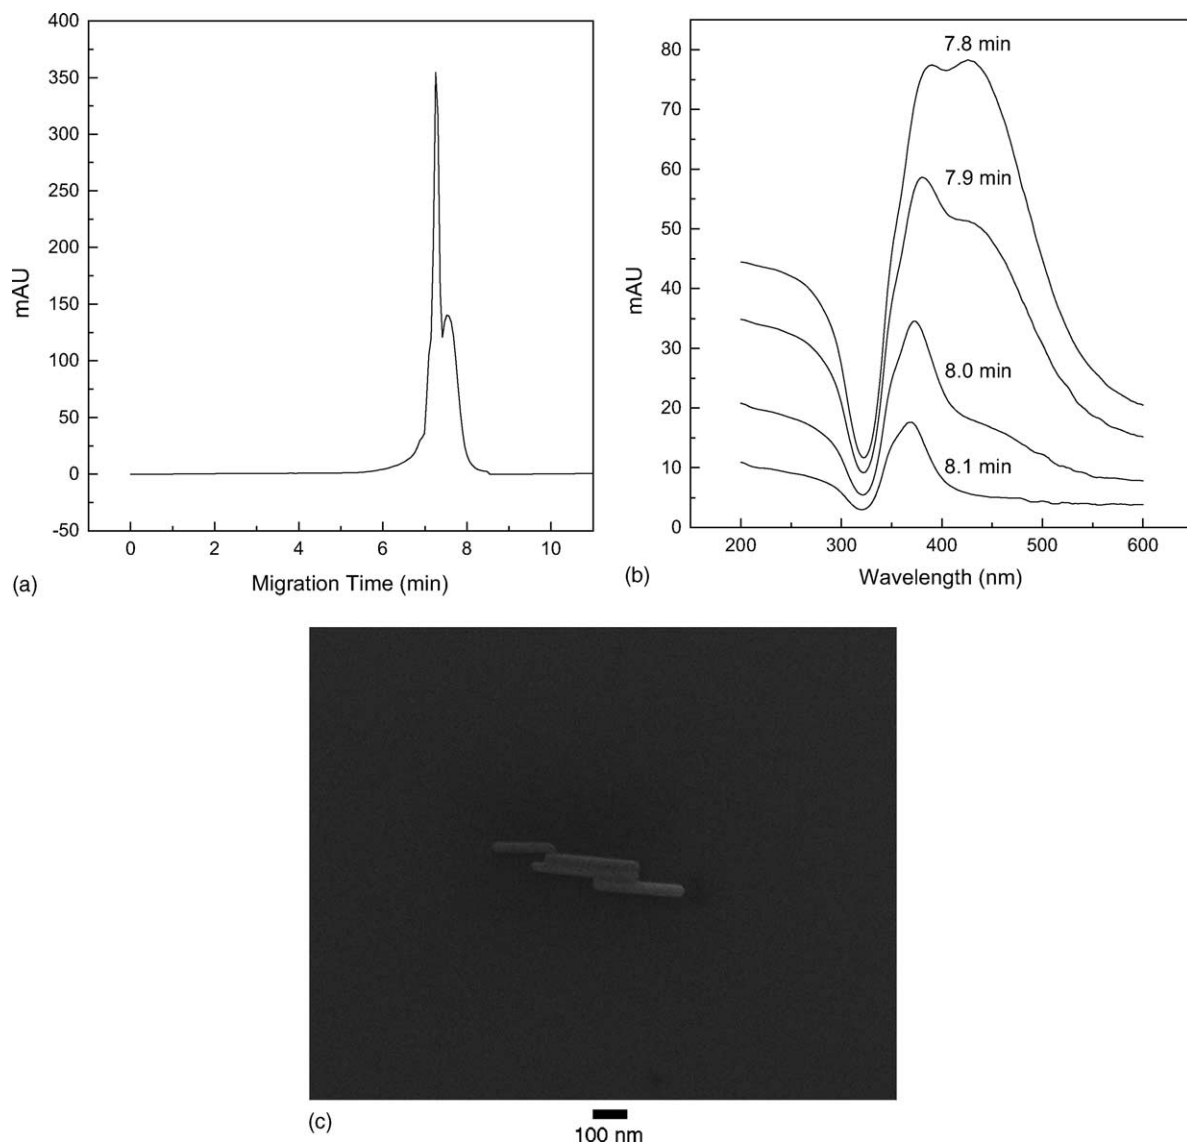 400
350
300
250
200
150
100
50
0
-50
mAU
0 2 4 6 8 10
Migration Time (min)
(a)
80
70
60
50
40
30
20
10
0
mAU
7.8 min
7.9 min
8.0 min
8.1 min
200 300 400 500 600
Wavelength (nm)
(b)
(c)
100 nm